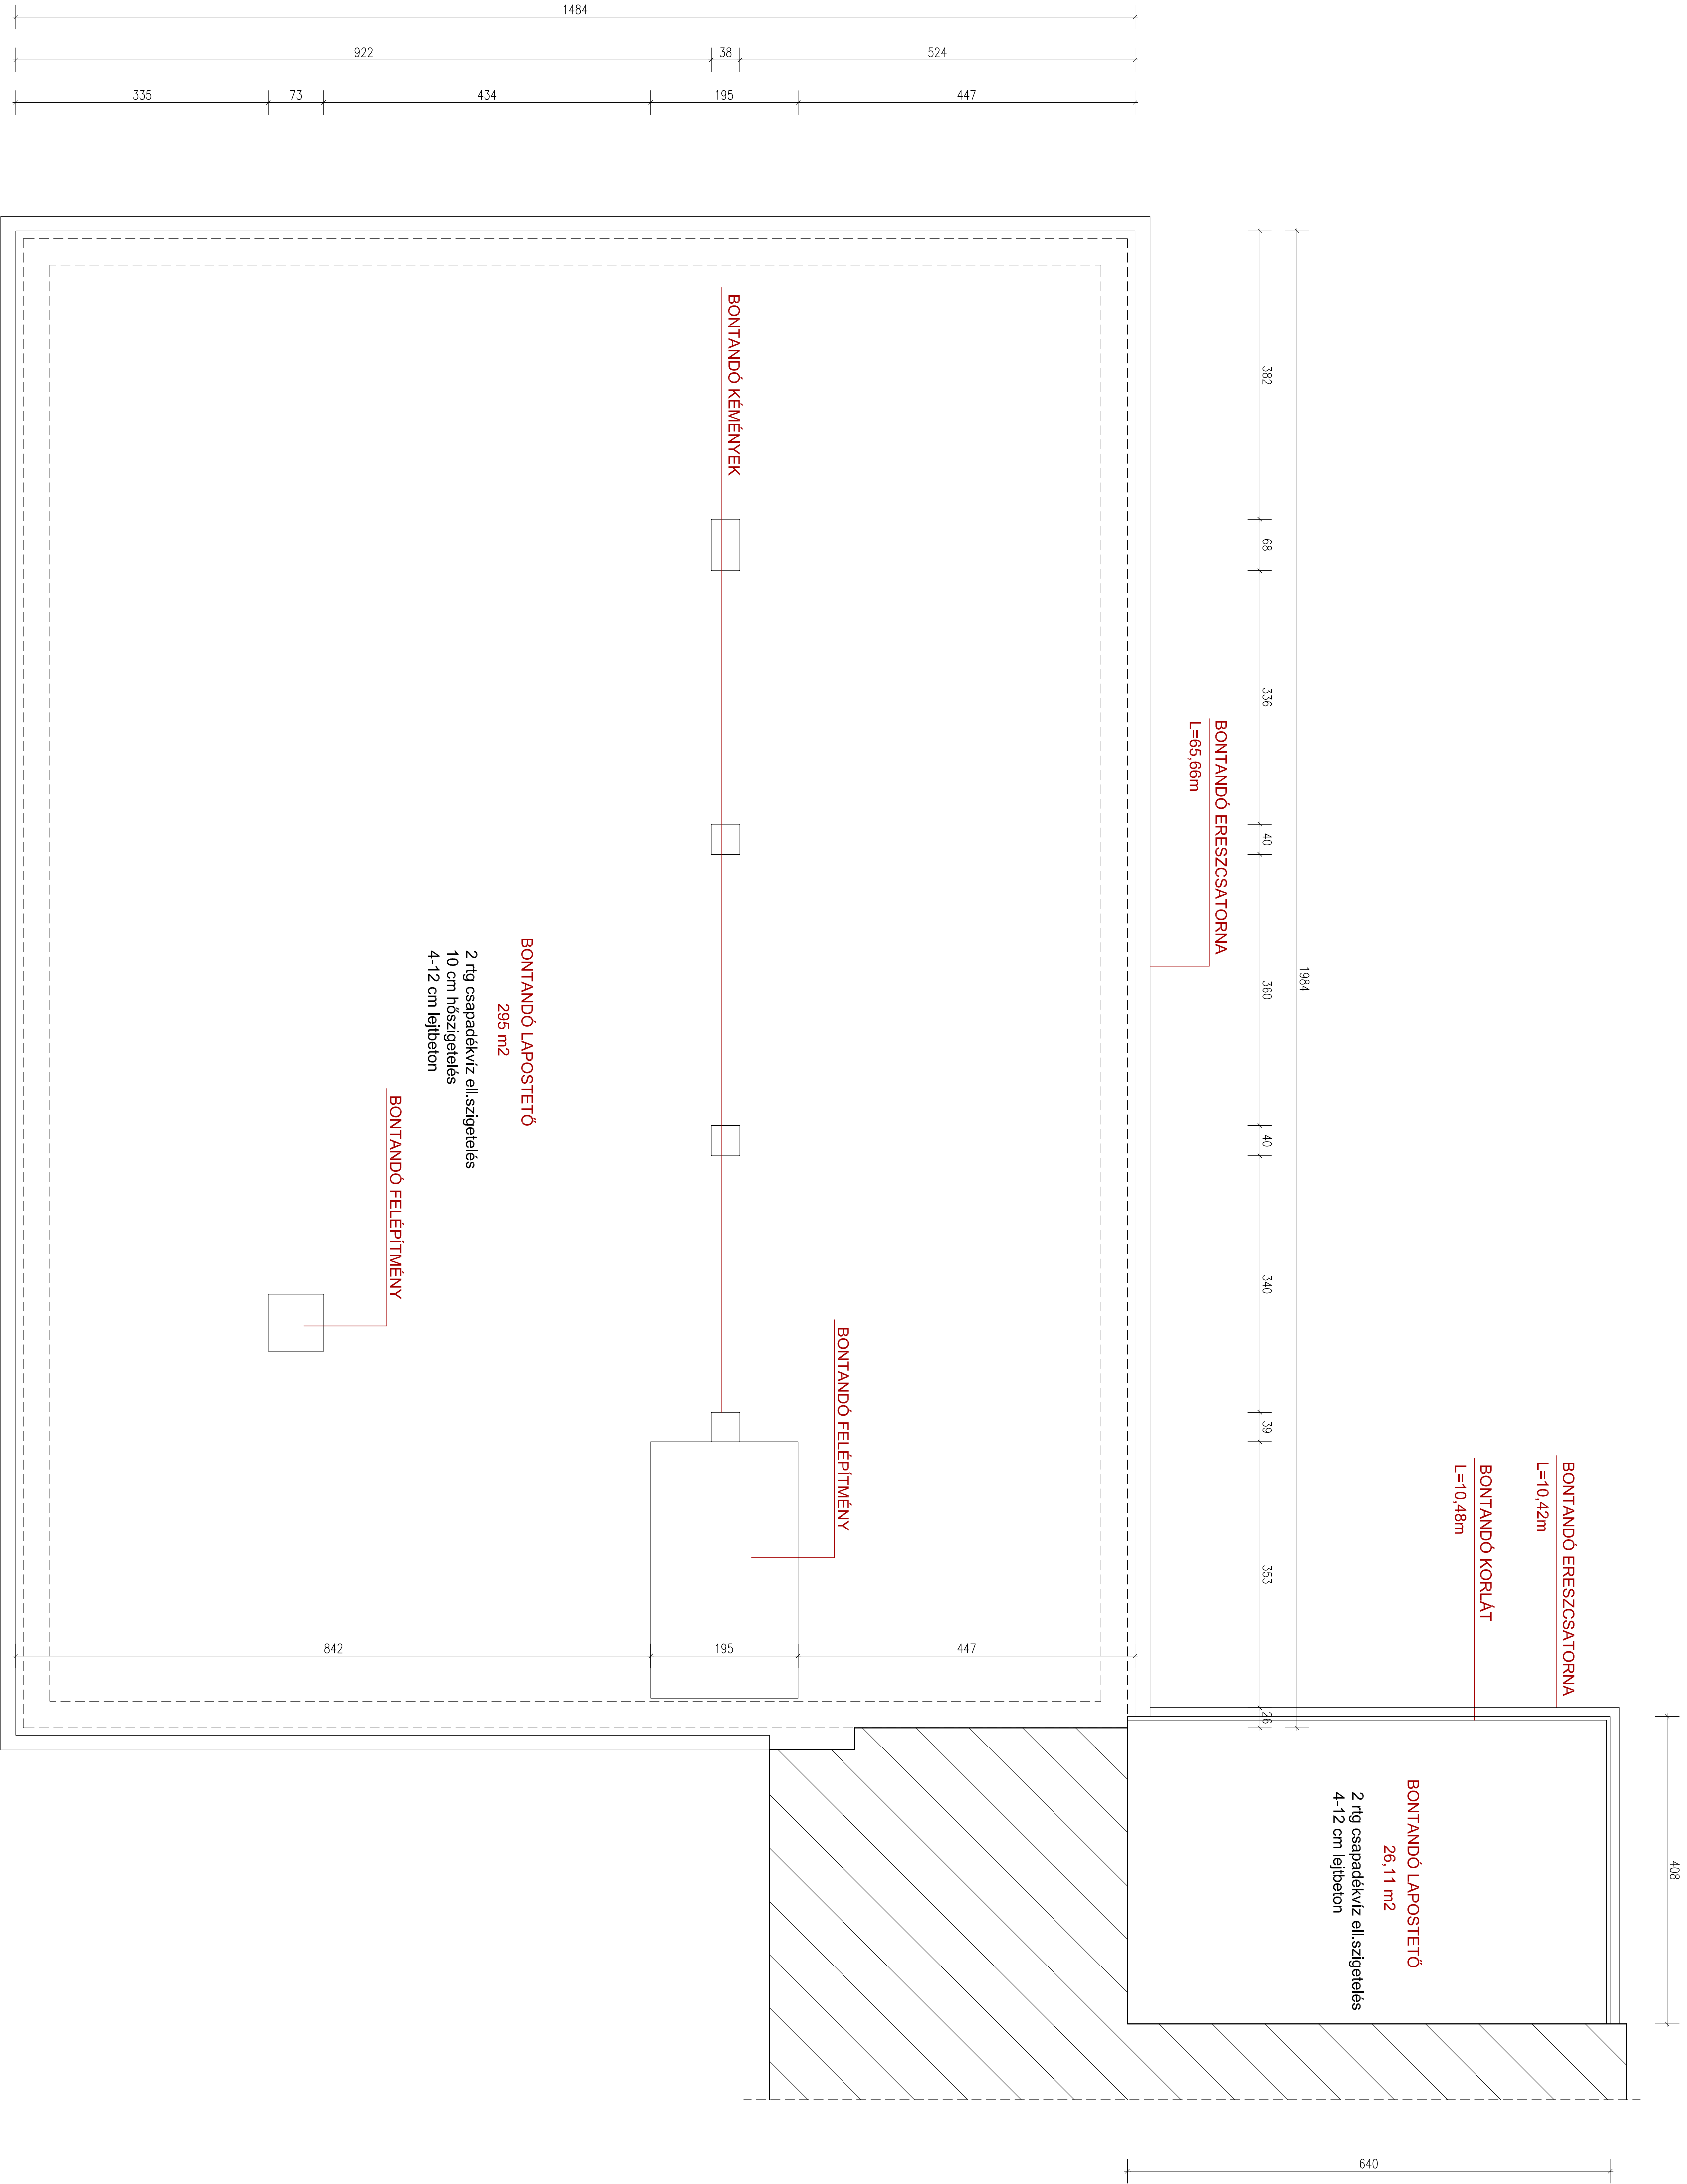 1484
922
38
524
335
73
434
195
447
382
68
336
40
360
40
340
39
353
26
1984
BONTANDÓ KÉMÉNYEK
BONTANDÓ ERESZCSATORNA
L=65,66m
BONTANDÓ LAPOSTETŐ
295 m2
2 rtg csapadékvíz ell.szigetelés
10 cm hőszigetelés
4-12 cm lejtbeton
BONTANDÓ FELÉPÍTMÉNY
BONTANDÓ FELÉPÍTMÉNY
842
195
447
BONTANDÓ ERESZCSATORNA
L=10,42m
BONTANDÓ KORLÁT
L=10,48m
BONTANDÓ LAPOSTETŐ
26,11 m2
2 rtg csapadékvíz ell.szigetelés
4-12 cm lejtbeton
408
640